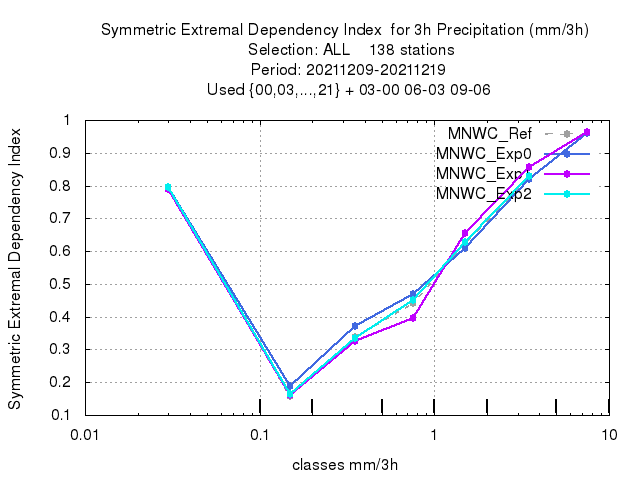 Symmetric Extremal Dependency Index  for 3h Precipitation (mm/3h)
Selection: ALL    138 stations
Period: 20211209-20211219
Used {00,03,...,21} + 03-00 06-03 09-06
Symmetric Extremal Dependency Index
1
0.9
0.8
0.7
0.6
0.5
0.4
0.3
0.2
0.1
MNWC_Ref
MNWC_Exp0
MNWC_Exp
MNWC_Exp2
0.01
0.1
1
10
classes mm/3h